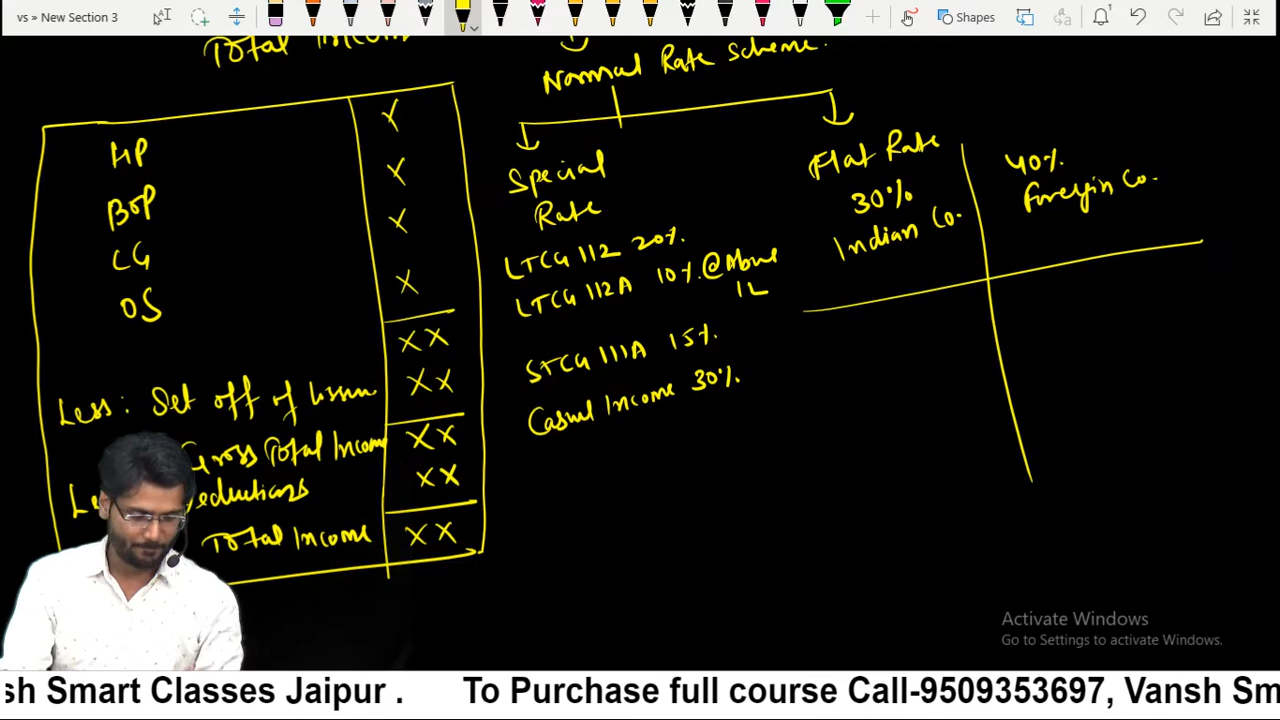 vs » New Section 3
Shapes
Total Income
Normal Rate Scheme.
HP
X
BOP
X
CG
X
OS
X
XX
Less: Set off of losses XX
Gross Total Income XX
Deductions XX
Total Income XX
Special
Rate
LTCG 112 20%.
LTCG 112A 10% @ Above
1L
STCG 111A 15%.
Casual Income 30%.
Flat Rate
30%
Indian Co.
40%.
Foreign Co.
Activate Windows
Go to Settings to activate Windows.
sh Smart Classes Jaipur . To Purchase full course Call-9509353697, Vansh Sm